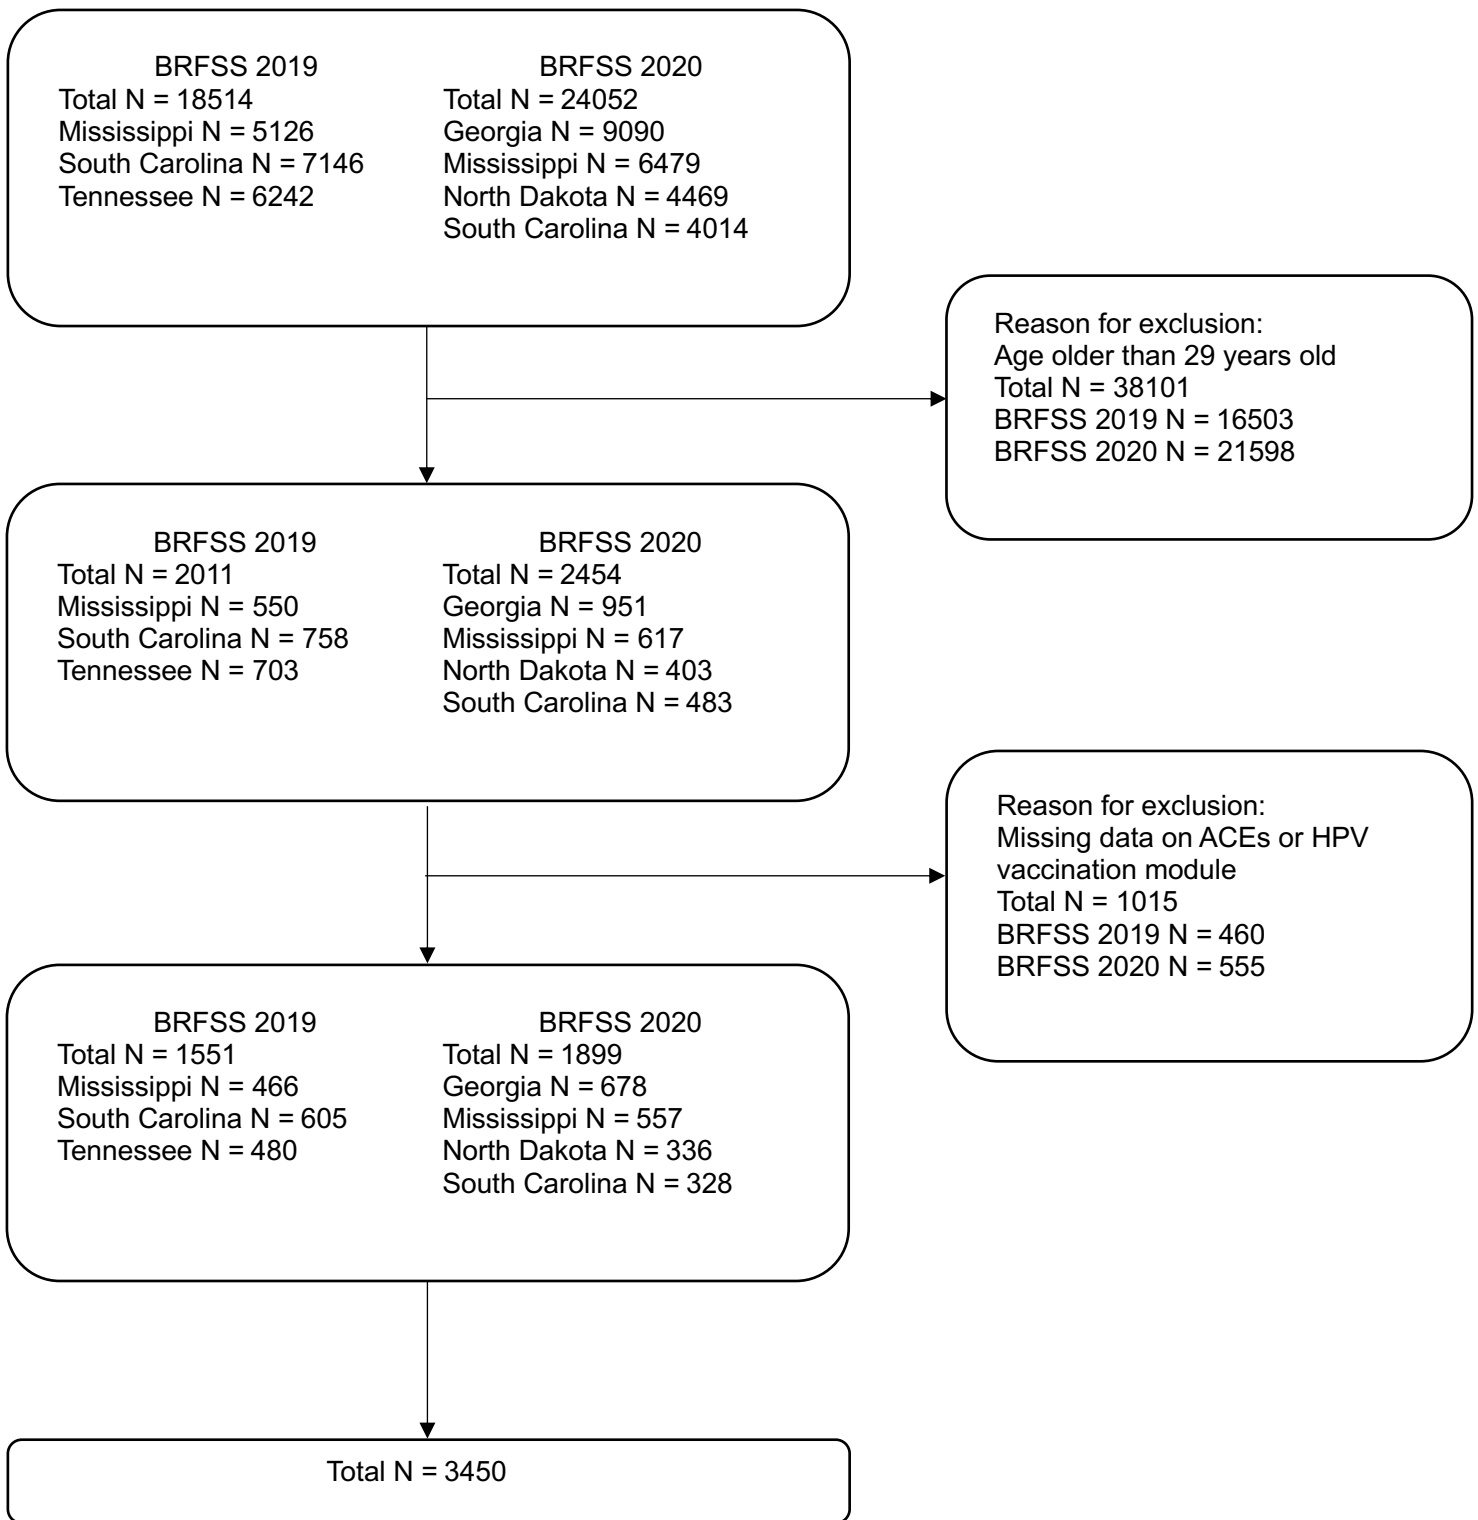 BRFSS 2019
Total N = 18514
Mississippi N = 5126
South Carolina N = 7146
Tennessee N = 6242
BRFSS 2020
Total N = 24052
Georgia N = 9090
Mississippi N = 6479
North Dakota N = 4469
South Carolina N = 4014
Reason for exclusion:
Age older than 29 years old
Total N = 38101
BRFSS 2019 N = 16503
BRFSS 2020 N = 21598
BRFSS 2019
Total N = 2011
Mississippi N = 550
South Carolina N = 758
Tennessee N = 703
BRFSS 2020
Total N = 2454
Georgia N = 951
Mississippi N = 617
North Dakota N = 403
South Carolina N = 483
Reason for exclusion:
Missing data on ACEs or HPV
vaccination module
Total N = 1015
BRFSS 2019 N = 460
BRFSS 2020 N = 555
BRFSS 2019
Total N = 1551
Mississippi N = 466
South Carolina N = 605
Tennessee N = 480
BRFSS 2020
Total N = 1899
Georgia N = 678
Mississippi N = 557
North Dakota N = 336
South Carolina N = 328
Total N = 3450